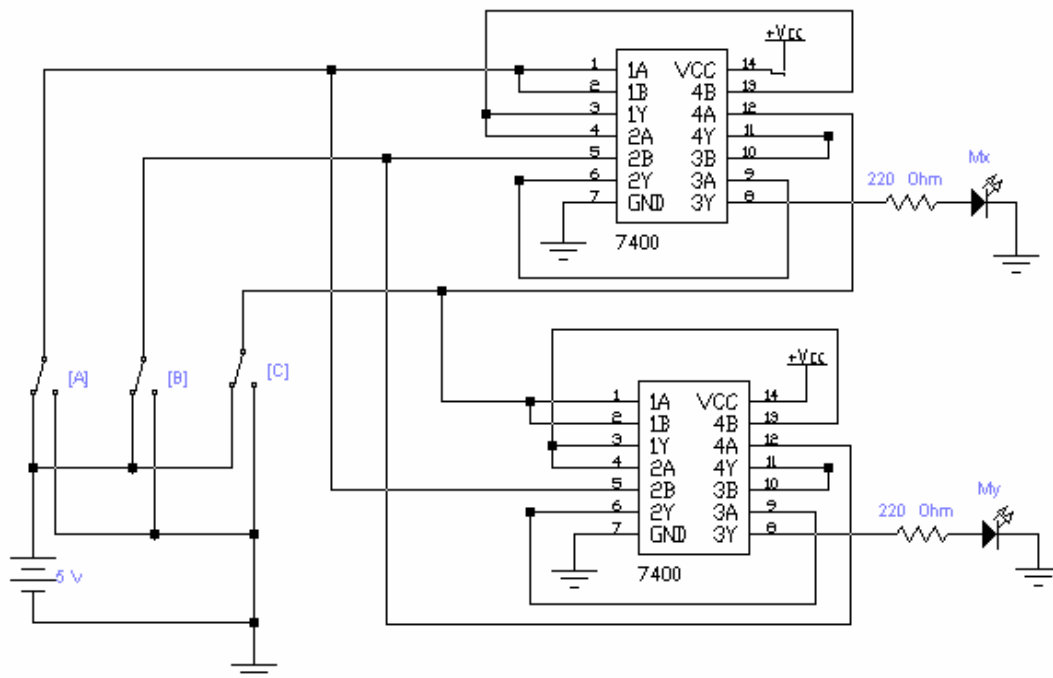 +Vcc
1 1A VCC 14
2 1B 4B 13
3 1Y 4A 12
4 2A 4Y 11
5 2B 3B 10
6 2Y 3A 9
7 GND 3Y 8
7400
220 Ohm
Mx
[A]
[B]
[C]
+Vcc
1 1A VCC 14
2 1B 4B 13
3 1Y 4A 12
4 2A 4Y 11
5 2B 3B 10
6 2Y 3A 9
7 GND 3Y 8
7400
220 Ohm
My
5 V